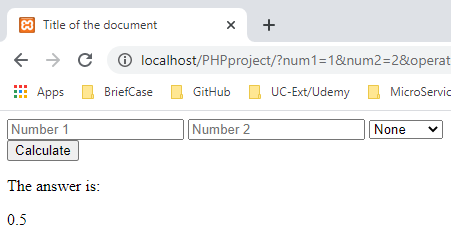 Title of the document
localhost/PHPproject/?num1=1&num2=2&operat
Apps BriefCase GitHub UC-Ext/Udemy MicroServic
Number 1 Number 2 None
Calculate
The answer is:
0.5